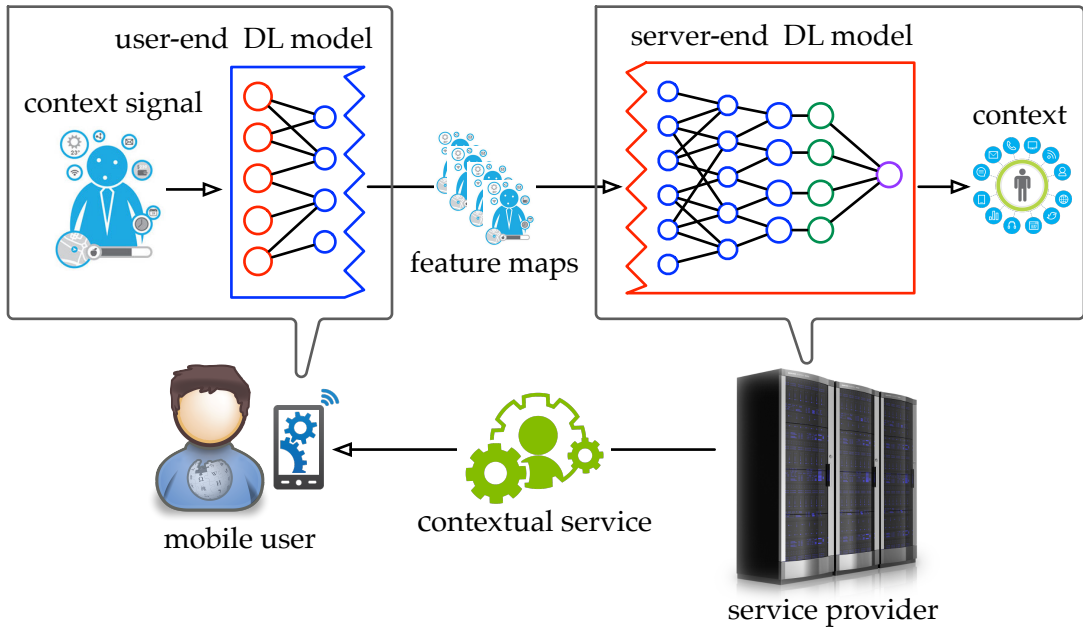 user-end DL model
server-end DL model
context signal
context
23°
feature maps
contextual service
mobile user
service provider